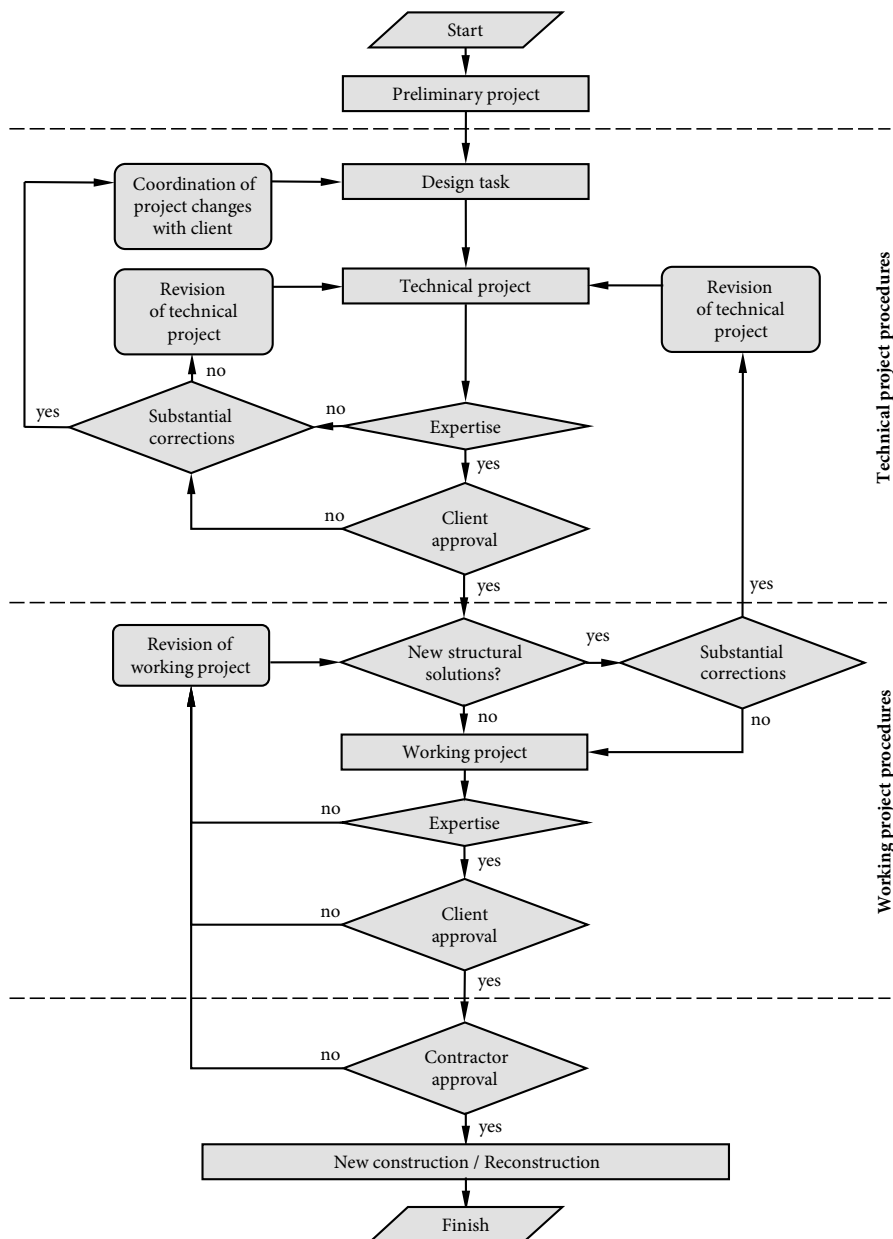 Start
Preliminary project
Coordination of
project changes
with client
Design task
Revision
of technical
project
Technical project
Revision
of technical
project
no
yes
Substantial
corrections
no
Expertise
yes
no
Client
approval
yes
yes
Technical project procedures
Revision of
working project
New structural
solutions?
yes
Substantial
corrections
no
no
Working project
no
Expertise
yes
no
Client
approval
yes
Working project procedures
no
Contractor
approval
yes
New construction / Reconstruction
Finish